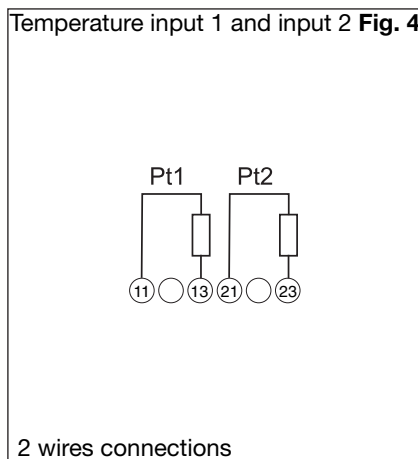 Temperature input 1 and input 2 Fig. 4
Pt1 Pt2
11 13 21 23
2 wires connections